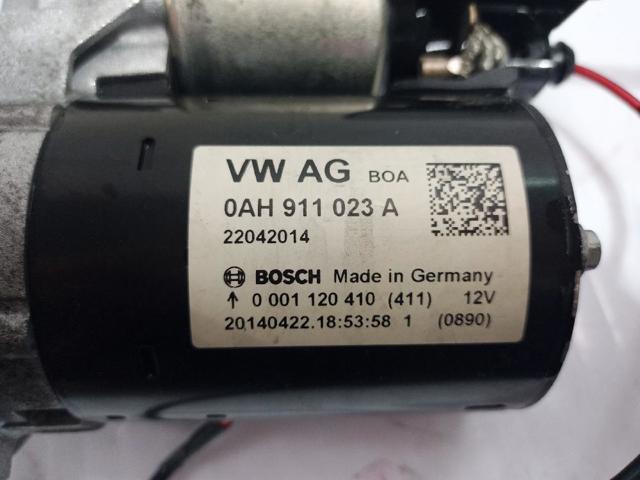 VW AG BOA
0AH 911 023 A
22042014
BOSCH Made in Germany
↑ 0 001 120 410 (411) 12V
20140422.18:53:58 1 (0890)